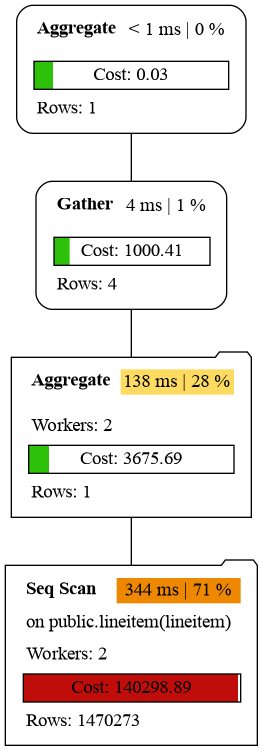 Aggregate < 1 ms | 0 %
Cost: 0.03
Rows: 1
Gather 4 ms | 1 %
Cost: 1000.41
Rows: 4
Aggregate 138 ms | 28 %
Workers: 2
Cost: 3675.69
Rows: 1
Seq Scan 344 ms | 71 %
on public.lineitem(lineitem)
Workers: 2
Cost: 140298.89
Rows: 1470273